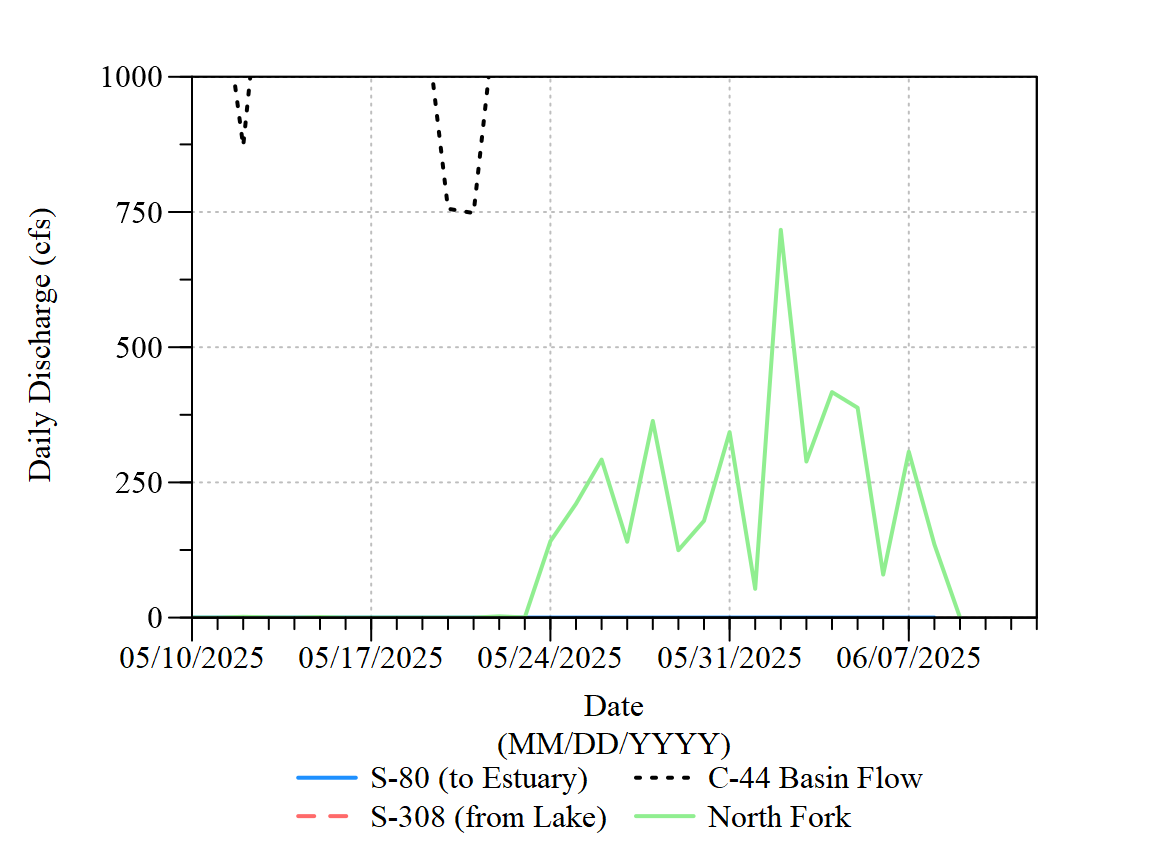 1000
750
500
250
0
Daily Discharge (cfs)
05/10/2025 05/17/2025 05/24/2025 05/31/2025 06/07/2025
Date
(MM/DD/YYYY)
S-80 (to Estuary) C-44 Basin Flow
S-308 (from Lake) North Fork